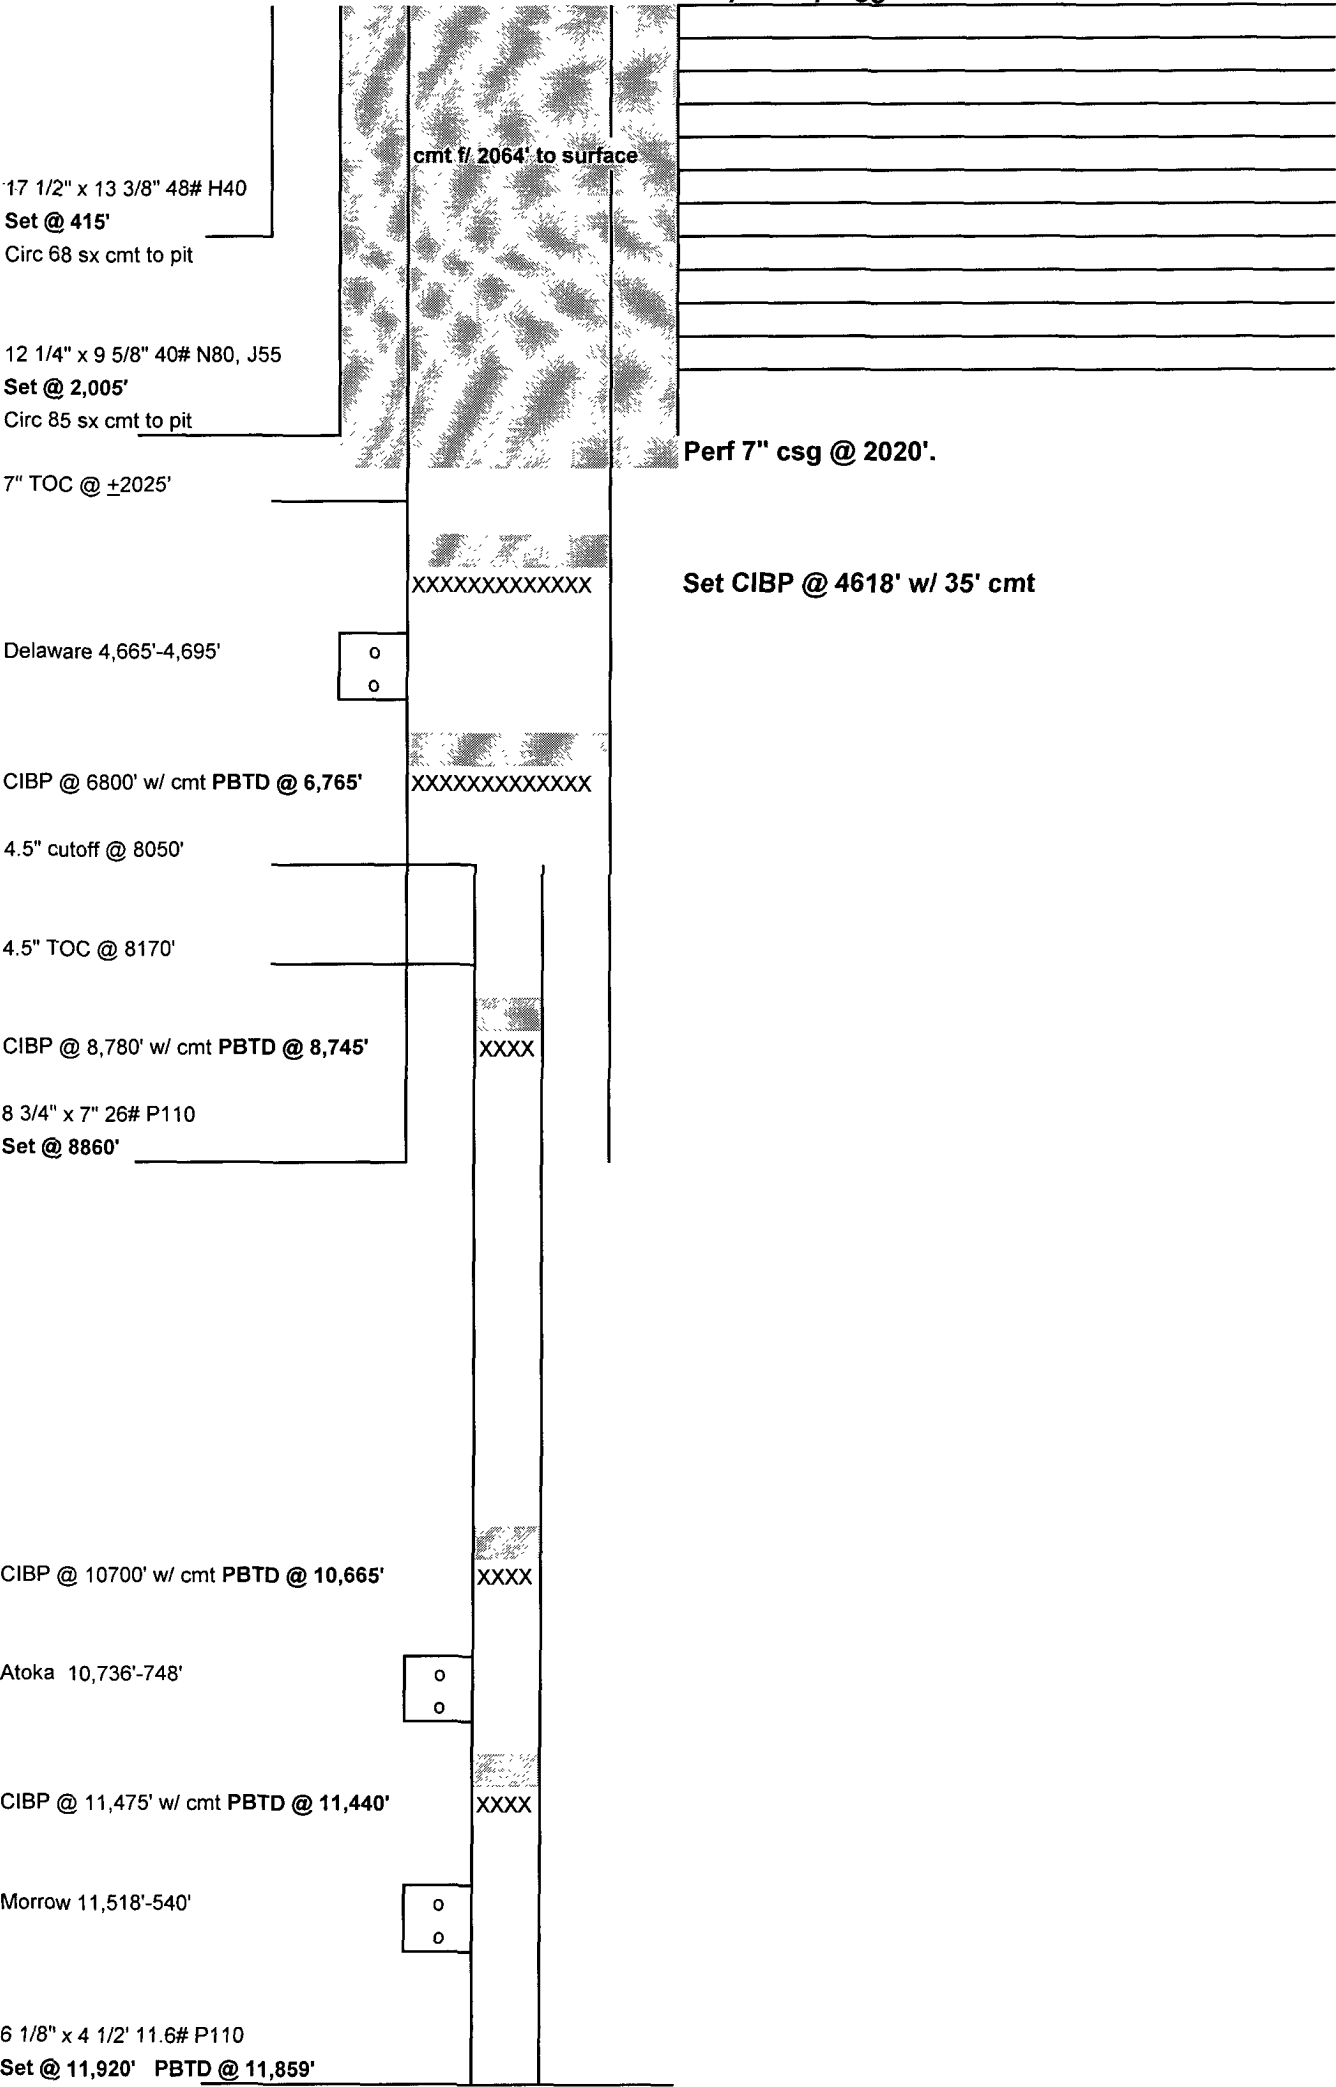 cmt f/ 2064' to surface
17 1/2" x 13 3/8" 48# H40
Set @ 415'
Circ 68 sx cmt to pit
12 1/4" x 9 5/8" 40# N80, J55
Set @ 2,005'
Circ 85 sx cmt to pit
Perf 7" csg @ 2020'.
7" TOC @ ±2025'
XXXXXXXXXXXXX Set CIBP @ 4618' w/ 35' cmt
Delaware 4,665'-4,695' o
o
CIBP @ 6800' w/ cmt PBTD @ 6,765' XXXXXXXXXXXXX
4.5" cutoff @ 8050'
4.5" TOC @ 8170'
CIBP @ 8,780' w/ cmt PBTD @ 8,745' XXXX
8 3/4" x 7" 26# P110
Set @ 8860'
CIBP @ 10700' w/ cmt PBTD @ 10,665' XXXX
Atoka 10,736'-748' o
o
CIBP @ 11,475' w/ cmt PBTD @ 11,440' XXXX
Morrow 11,518'-540' o
o
6 1/8" x 4 1/2' 11.6# P110
Set @ 11,920' PBTD @ 11,859'